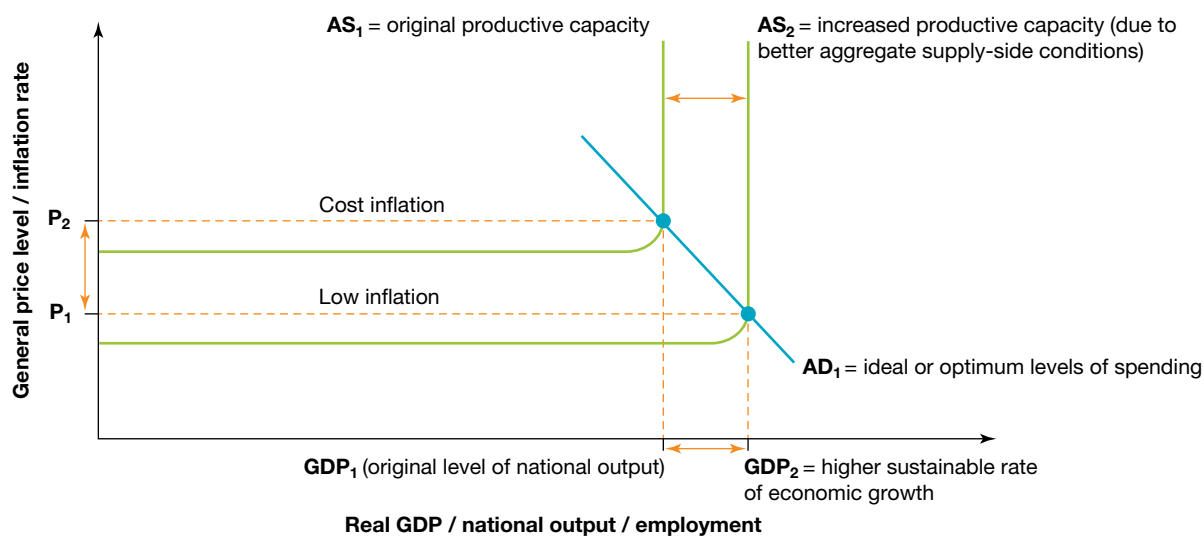 AS1 = original productive capacity
AS2 = increased productive capacity (due to
better aggregate supply-side conditions)
General price level / inflation rate
P2
Cost inflation
P1
Low inflation
AD1 = ideal or optimum levels of spending
GDP1 (original level of national output)
GDP2 = higher sustainable rate
of economic growth
Real GDP / national output / employment